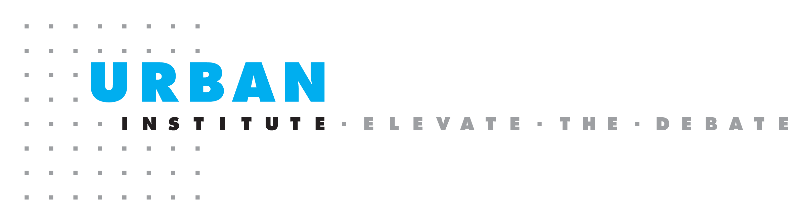 URBAN
INSTITUTE · ELEVATE · THE · DEBATE